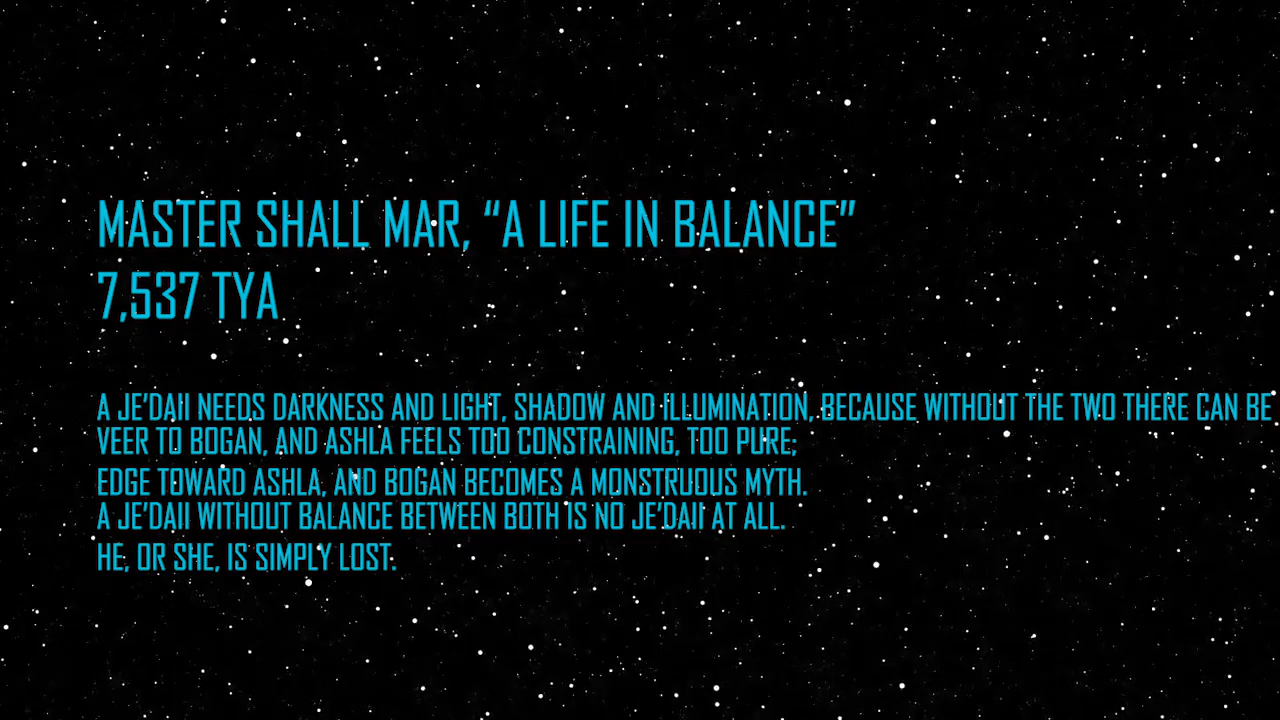 MASTER SHALL MAR, “A LIFE IN BALANCE”
7,537 TYA
A JE’DAII NEEDS DARKNESS AND LIGHT, SHADOW AND ILLUMINATION, BECAUSE WITHOUT THE TWO THERE CAN BE
VEER TO BOGAN, AND ASHLA FEELS TOO CONSTRAINING, TOO PURE;
EDGE TOWARD ASHLA, AND BOGAN BECOMES A MONSTRUOUS MYTH.
A JE’DAII WITHOUT BALANCE BETWEEN BOTH IS NO JE’DAII AT ALL.
HE, OR SHE, IS SIMPLY LOST.